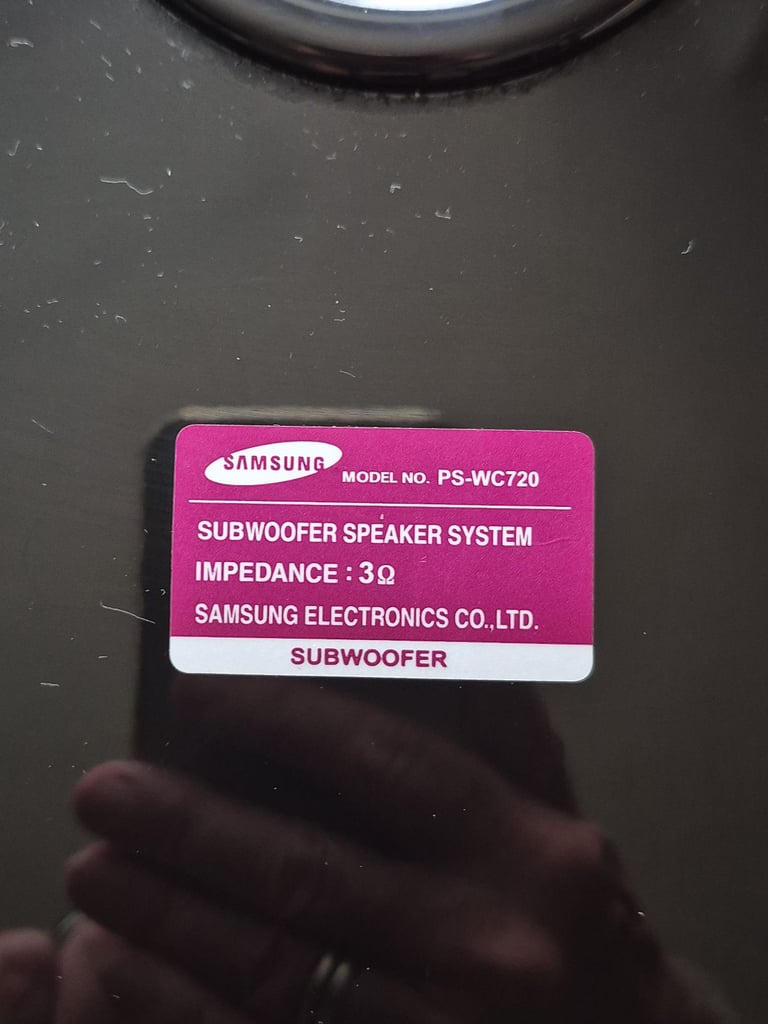 SAMSUNG MODEL NO. PS-WC720
SUBWOOFER SPEAKER SYSTEM
IMPEDANCE : 3Ω
SAMSUNG ELECTRONICS CO.,LTD.
SUBWOOFER